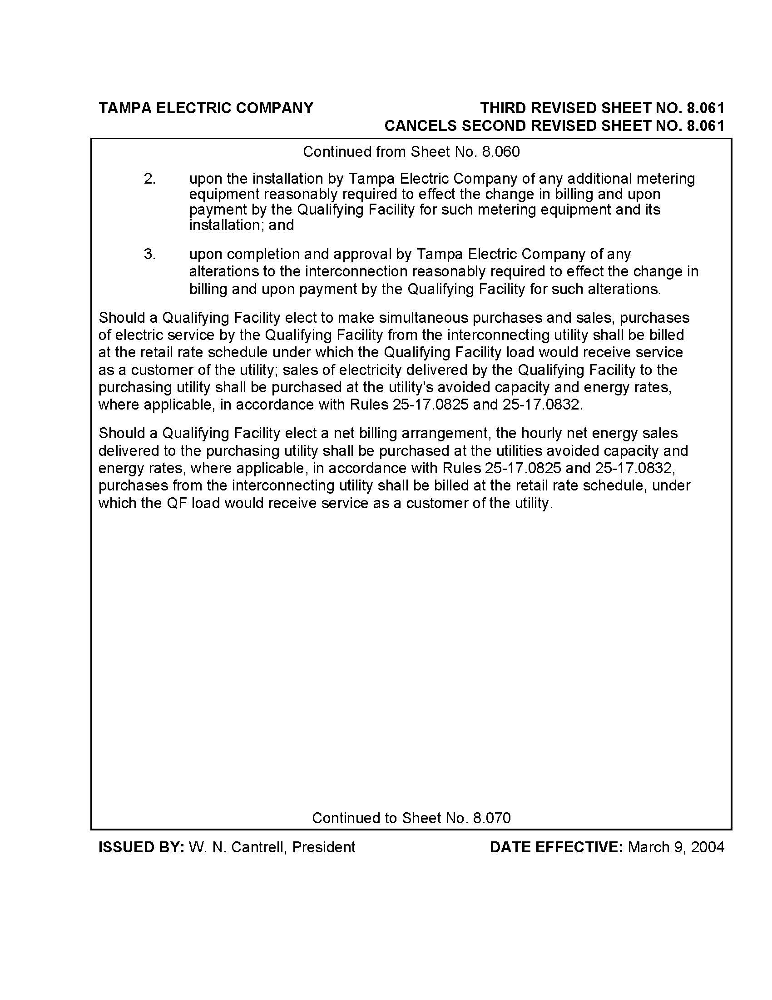 TAMPA ELECTRIC COMPANY
THIRD REVISED SHEET NO. 8.061
CANCELS SECOND REVISED SHEET NO. 8.061
Continued from Sheet No. 8.060
2. upon the installation by Tampa Electric Company of any additional metering
equipment reasonably required to effect the change in billing and upon
payment by the Qualifying Facility for such metering equipment and its
installation; and
3. upon completion and approval by Tampa Electric Company of any
alterations to the interconnection reasonably required to effect the change in
billing and upon payment by the Qualifying Facility for such alterations.
Should a Qualifying Facility elect to make simultaneous purchases and sales, purchases
of electric service by the Qualifying Facility from the interconnecting utility shall be billed
at the retail rate schedule under which the Qualifying Facility load would receive service
as a customer of the utility; sales of electricity delivered by the Qualifying Facility to the
purchasing utility shall be purchased at the utility's avoided capacity and energy rates,
where applicable, in accordance with Rules 25-17.0825 and 25-17.0832.
Should a Qualifying Facility elect a net billing arrangement, the hourly net energy sales
delivered to the purchasing utility shall be purchased at the utilities avoided capacity and
energy rates, where applicable, in accordance with Rules 25-17.0825 and 25-17.0832,
purchases from the interconnecting utility shall be billed at the retail rate schedule, under
which the QF load would receive service as a customer of the utility.
Continued to Sheet No. 8.070
ISSUED BY: W. N. Cantrell, President
DATE EFFECTIVE: March 9, 2004